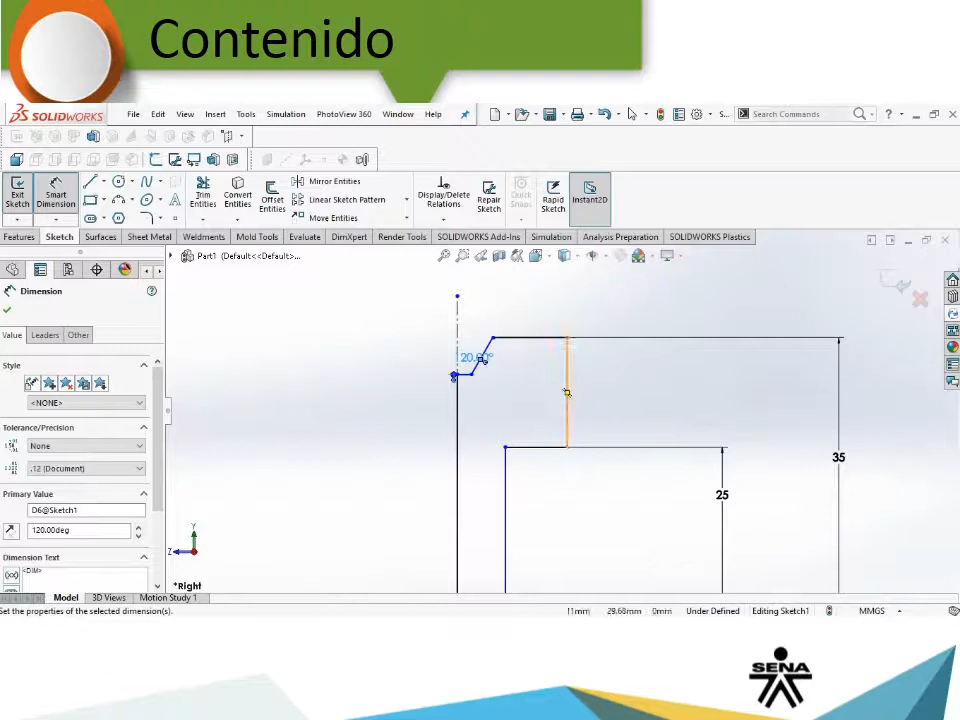 Contenido
SOLIDWORKS File Edit View Insert Tools Simulation PhotoView 360 Window Help S... Search Commands
Exit Sketch Smart Dimension Trim Entities Convert Entities Offset Entities Mirror Entities Linear Sketch Pattern Move Entities Display/Delete Relations Repair Sketch Quick Snaps Rapid Sketch Instant2D
Features Sketch Surfaces Sheet Metal Weldments Mold Tools Evaluate DimXpert Render Tools SOLIDWORKS Add-Ins Simulation Analysis Preparation SOLIDWORKS Plastics
Part1 (Default<<Default>...
Dimension
Value Leaders Other
Style
<NONE>
Tolerance/Precision
None
.12 (Document)
Primary Value
D6@Sketch1
120.00deg
Dimension Text
<DIM>
35
25
Y
Z
*Right
Model 3D Views Motion Study 1
Set the properties of the selected dimension(s). 11mm 29.68mm 0mm Under Defined Editing Sketch1 MMGS
SENA